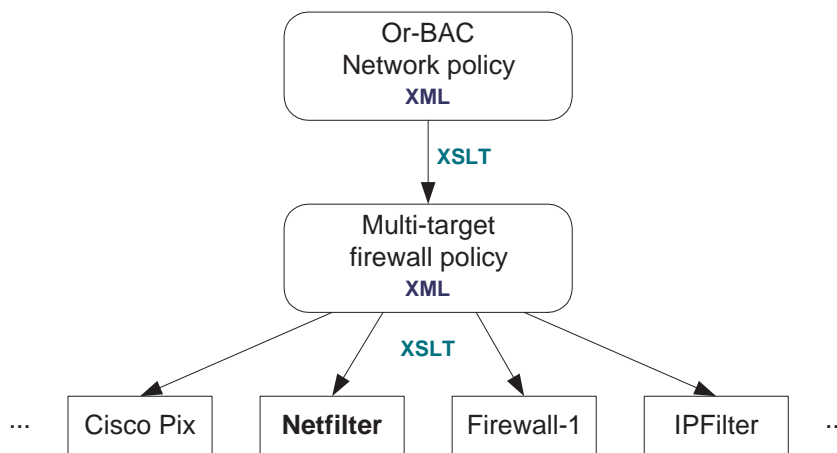 Or-BAC
Network policy
XML
XSLT
Multi-target
firewall policy
XML
XSLT
... Cisco Pix Netfilter Firewall-1 IPFilter ..